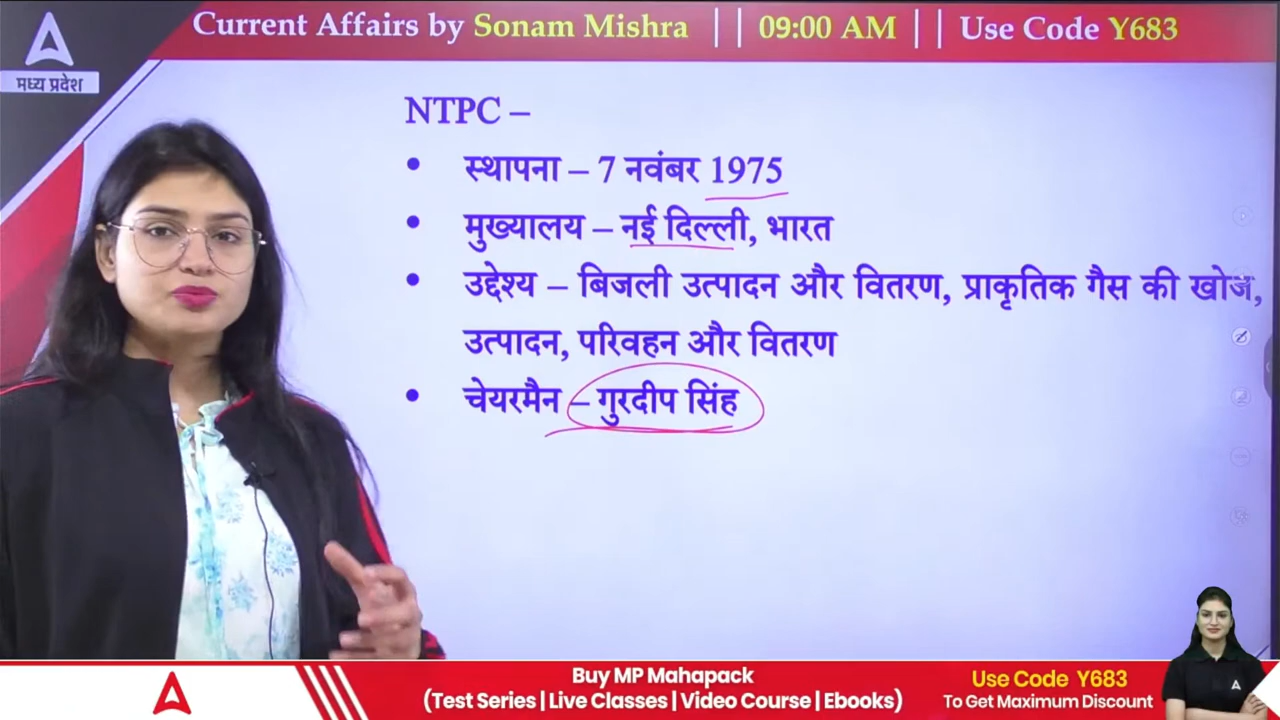 Current Affairs by Sonam Mishra || 09:00 AM || Use Code Y683
मध्य प्रदेश
NTPC –
• स्थापना – 7 नवंबर 1975
• मुख्यालय – नई दिल्ली, भारत
• उद्देश्य – बिजली उत्पादन और वितरण, प्राकृतिक गैस की खोज,
उत्पादन, परिवहन और वितरण
• चेयरमैन – गुरदीप सिंह
Buy MP Mahapack
(Test Series | Live Classes | Video Course | Ebooks)
Use Code Y683
To Get Maximum Discount